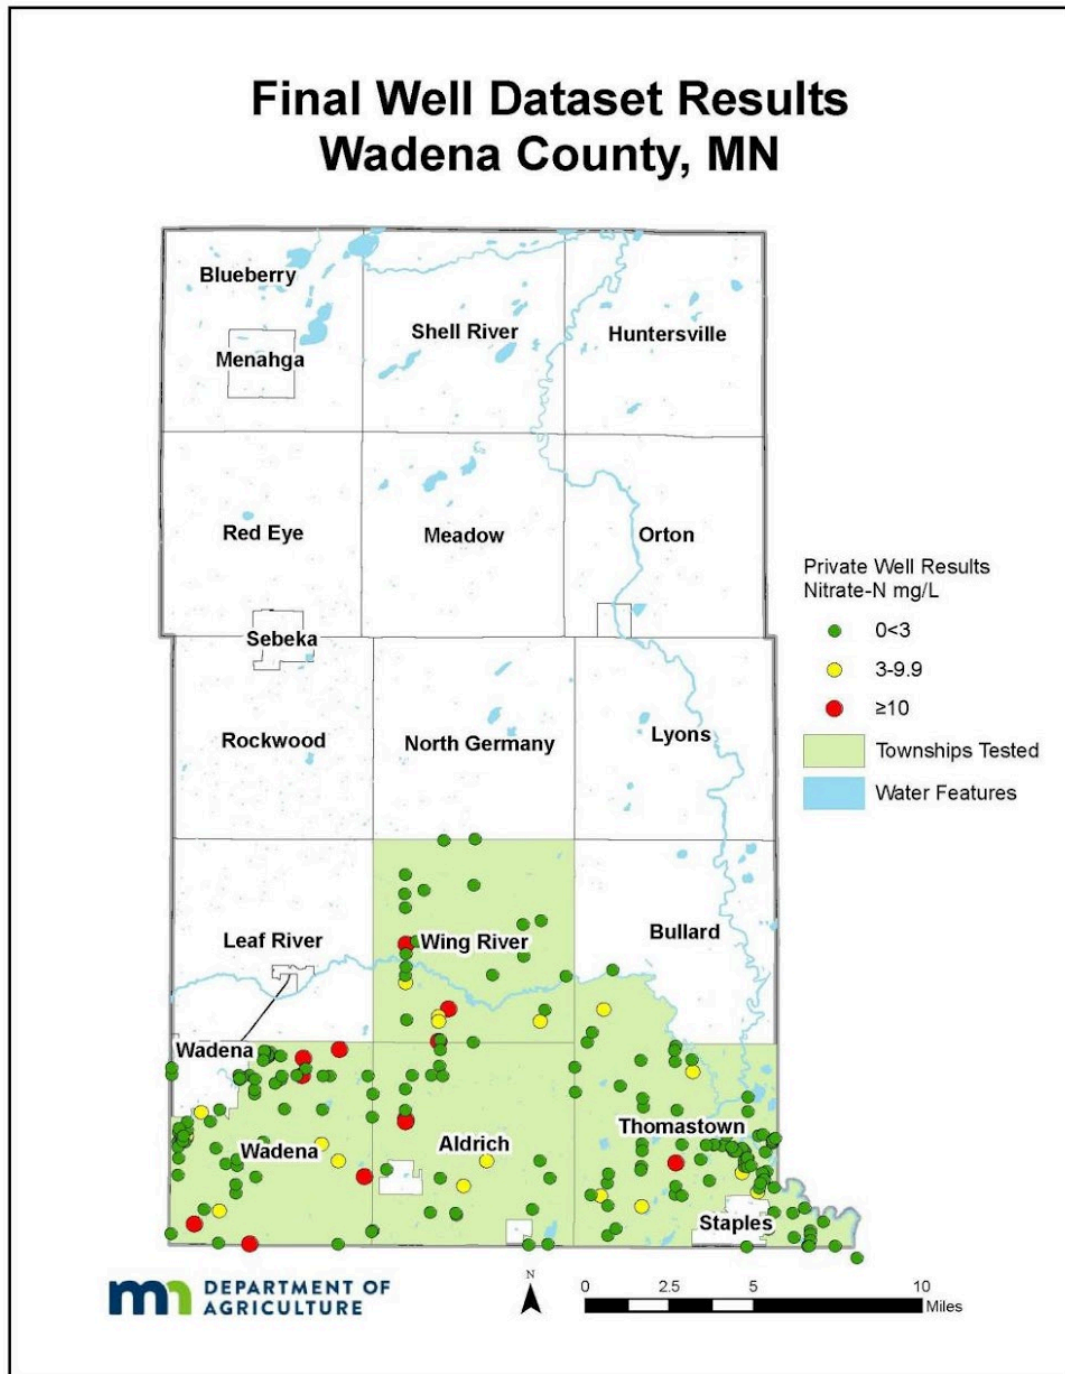 Final Well Dataset Results
Wadena County, MN
Blueberry
Shell River
Huntersville
Menahga
Red Eye
Meadow
Orton
Sebeka
Rockwood
North Germany
Lyons
Leaf River
Wing River
Bullard
Wadena
Wadena
Aldrich
Thomastown
Staples
Private Well Results
Nitrate-N mg/L
0<3
3-9.9
≥10
Townships Tested
Water Features
mn DEPARTMENT OF
AGRICULTURE
N
0 2.5 5 10
Miles